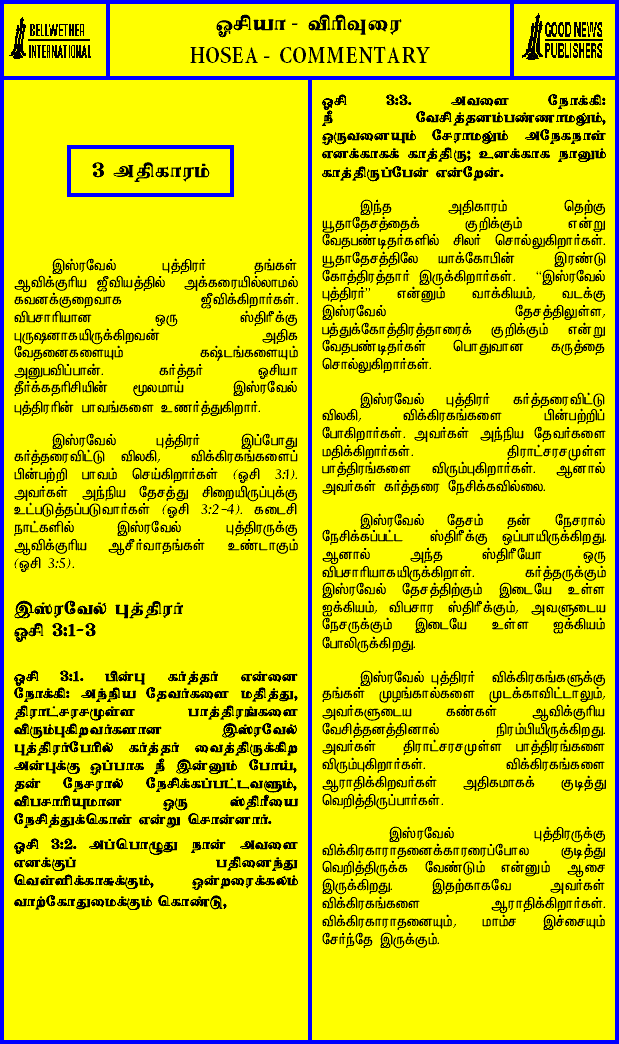 BELLWETHER
INTERNATIONAL
ஓசியா - விரிவுரை
HOSEA - COMMENTARY
GOOD NEWS
PUBLISHERS
3 அதிகாரம்
இஸ்ரவேல் புத்திரர் தங்கள்
ஆவிக்குரிய ஜீவியத்தில் அக்கரையில்லாமல்
கவனக்குறைவாக ஜீவிக்கிறார்கள்.
விபசாரியான ஒரு ஸ்திரீக்கு
புருஷனாகயிருக்கிறவன் அதிக
வேதனைகளையும் கஷ்டங்களையும்
அனுபவிப்பான். கர்த்தர் ஒசியா
தீர்க்கதரிசியின் மூலமாய் இஸ்ரவேல்
புத்திரரின் பாவங்களை உணர்த்துகிறார்.
இஸ்ரவேல் புத்திரர் இப்போது
கர்த்தரைவிட்டு விலகி, விக்கிரகங்களைப்
பின்பற்றி பாவம் செய்கிறார்கள் (ஓசி 3:1).
அவர்கள் அந்நிய தேசத்து சிறையிருப்புக்கு
உட்படுத்தப்படுவார்கள் (ஓசி 3:2-4). கடைசி
நாட்களில் இஸ்ரவேல் புத்திரருக்கு
ஆவிக்குரிய ஆசீர்வாதங்கள் உண்டாகும்
(ஓசி 3:5).
இஸ்ரவேல் புத்திரர்
ஓசி 3:1-3
ஓசி 3:1. பின்பு கர்த்தர் என்னை
நோக்கி: அந்நிய தேவர்களை மதித்து,
திராட்சரசமுள்ள பாத்திரங்களை
விரும்புகிறவர்களான இஸ்ரவேல்
புத்திரர்பேரில் கர்த்தர் வைத்திருக்கிற
அன்புக்கு ஒப்பாக நீ இன்னும் போய்,
தன் நேசரால் நேசிக்கப்பட்டவளும்,
விபசாரியுமான ஒரு ஸ்திரீயை
நேசித்துக்கொள் என்று சொன்னார்.
ஓசி 3:2. அப்பொழுது நான் அவளை
எனக்குப் பதினைந்து
வெள்ளிக்காசுக்கும், ஒன்றரைக்கலம்
வாற்கோதுமைக்கும் கொண்டு,
ஓசி 3:3. அவளை நோக்கி:
நீ வேசித்தனம்பண்ணாமலும்,
ஒருவனையும் சேராமலும் அநேகநாள்
எனக்காகக் காத்திரு; உனக்காக நானும்
காத்திருப்பேன் என்றேன்.
இந்த அதிகாரம் தெற்கு
யூதாதேசத்தைக் குறிக்கும் என்று
வேதபண்டிதர்களில் சிலர் சொல்லுகிறார்கள்.
யூதாதேசத்திலே யாக்கோபின் இரண்டு
கோத்திரத்தார் இருக்கிறார்கள். “இஸ்ரவேல்
புத்திரர்” என்னும் வாக்கியம், வடக்கு
இஸ்ரவேல் தேசத்திலுள்ள,
பத்துக்கோத்திரத்தாரைக் குறிக்கும் என்று
வேதபண்டிதர்கள் பொதுவான கருத்தை
சொல்லுகிறார்கள்.
இஸ்ரவேல் புத்திரர் கர்த்தரைவிட்டு
விலகி, விக்கிரகங்களை பின்பற்றிப்
போகிறார்கள். அவர்கள் அந்நிய தேவர்களை
மதிக்கிறார்கள். திராட்சரசமுள்ள
பாத்திரங்களை விரும்புகிறார்கள். ஆனால்
அவர்கள் கர்த்தரை நேசிக்கவில்லை.
இஸ்ரவேல் தேசம் தன் நேசரால்
நேசிக்கப்பட்ட ஸ்திரீக்கு ஒப்பாயிருக்கிறது.
ஆனால் அந்த ஸ்திரீயோ ஒரு
விபசாரியாகயிருக்கிறாள். கர்த்தருக்கும்
இஸ்ரவேல் தேசத்திற்கும் இடையே உள்ள
ஐக்கியம், விபசார ஸ்திரீக்கும், அவளுடைய
நேசருக்கும் இடையே உள்ள ஐக்கியம்
போலிருக்கிறது.
இஸ்ரவேல் புத்திரர் விக்கிரகங்களுக்கு
தங்கள் முழங்கால்களை முடக்காவிட்டாலும்,
அவர்களுடைய கண்கள் ஆவிக்குரிய
வேசித்தனத்தினால் நிரம்பியிருக்கிறது.
அவர்கள் திராட்சரசமுள்ள பாத்திரங்களை
விரும்புகிறார்கள். விக்கிரகங்களை
ஆராதிக்கிறவர்கள் அதிகமாகக் குடித்து
வெறித்திருப்பார்கள்.
இஸ்ரவேல் புத்திரருக்கு
விக்கிரகாராதனைக்காரரைப்போல குடித்து
வெறித்திருக்க வேண்டும் என்னும் ஆசை
இருக்கிறது. இதற்காகவே அவர்கள்
விக்கிரகங்களை ஆராதிக்கிறார்கள்.
விக்கிரகாராதனையும், மாம்ச இச்சையும்
சேர்ந்தே இருக்கும்.